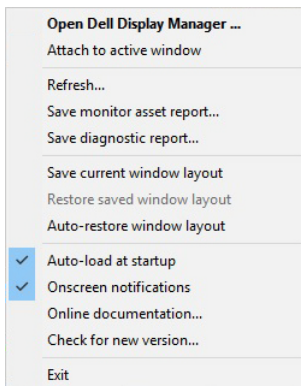 Open Dell Display Manager ...
Attach to active window
Refresh...
Save monitor asset report...
Save diagnostic report...
Save current window layout
Restore saved window layout
Auto-restore window layout
Auto-load at startup
Onscreen notifications
Online documentation...
Check for new version...
Exit